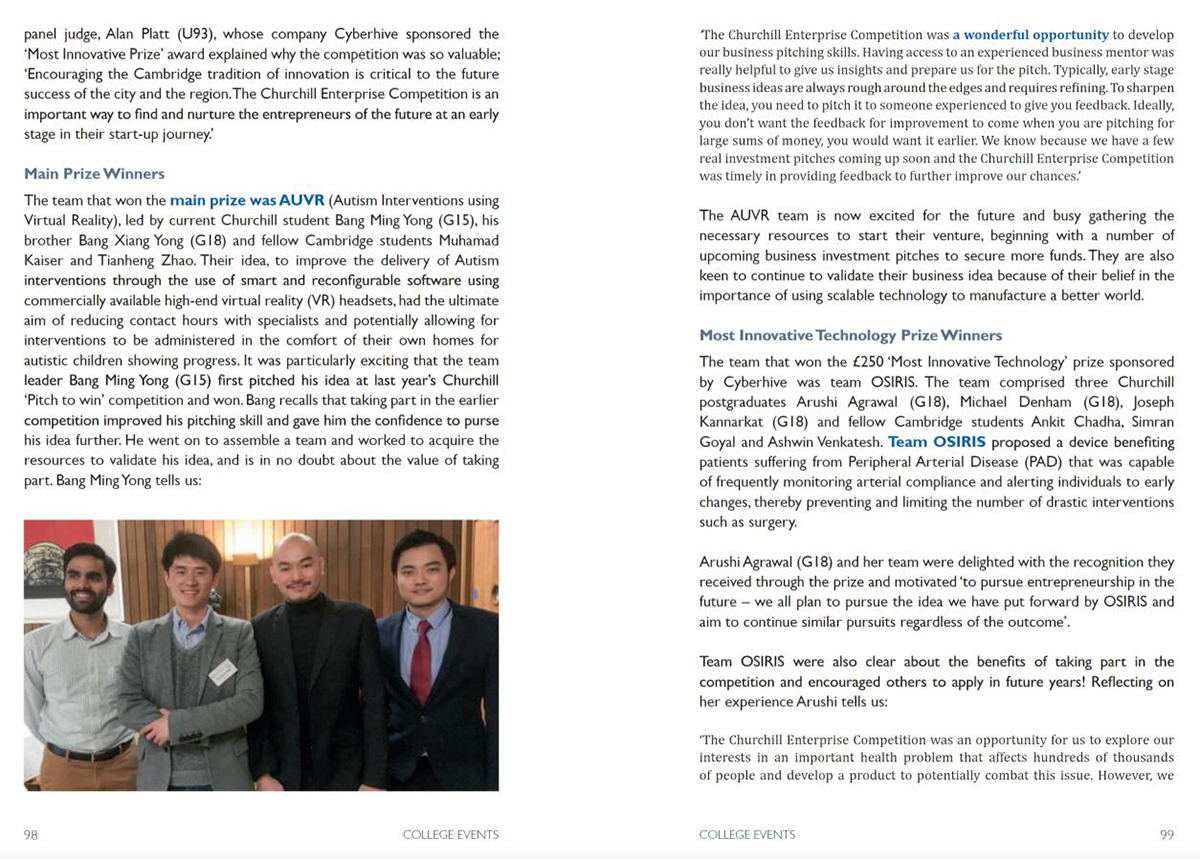 panel judge, Alan Platt (U93), whose company Cyberhive sponsored the
‘Most Innovative Prize’ award explained why the competition was so valuable;
‘Encouraging the Cambridge tradition of innovation is critical to the future
success of the city and the region. The Churchill Enterprise Competition is an
important way to find and nurture the entrepreneurs of the future at an early
stage in their start-up journey.’
Main Prize Winners
The team that won the main prize was AUVR (Autism Interventions using
Virtual Reality), led by current Churchill student Bang Ming Yong (G15), his
brother Bang Xiang Yong (G18) and fellow Cambridge students Muhamad
Kaiser and Tianheng Zhao. Their idea, to improve the delivery of Autism
interventions through the use of smart and reconfigurable software using
commercially available high-end virtual reality (VR) headsets, had the ultimate
aim of reducing contact hours with specialists and potentially allowing for
interventions to be administered in the comfort of their own homes for
autistic children showing progress. It was particularly exciting that the team
leader Bang Ming Yong (G15) first pitched his idea at last year’s Churchill
‘Pitch to win’ competition and won. Bang recalls that taking part in the earlier
competition improved his pitching skill and gave him the confidence to purse
his idea further. He went on to assemble a team and worked to acquire the
resources to validate his idea, and is in no doubt about the value of taking
part. Bang Ming Yong tells us:
98
COLLEGE EVENTS
‘The Churchill Enterprise Competition was a wonderful opportunity to develop
our business pitching skills. Having access to an experienced business mentor was
really helpful to give us insights and prepare us for the pitch. Typically, early stage
business ideas are always rough around the edges and requires refining. To sharpen
the idea, you need to pitch it to someone experienced to give you feedback. Ideally,
you don’t want the feedback for improvement to come when you are pitching for
large sums of money, you would want it earlier. We know because we have a few
real investment pitches coming up soon and the Churchill Enterprise Competition
was timely in providing feedback to further improve our chances.’
The AUVR team is now excited for the future and busy gathering the
necessary resources to start their venture, beginning with a number of
upcoming business investment pitches to secure more funds. They are also
keen to continue to validate their business idea because of their belief in the
importance of using scalable technology to manufacture a better world.
Most Innovative Technology Prize Winners
The team that won the £250 ‘Most Innovative Technology’ prize sponsored
by Cyberhive was team OSIRIS. The team comprised three Churchill
postgraduates Arushi Agrawal (G18), Michael Denham (G18), Joseph
Kannarkat (G18) and fellow Cambridge students Ankit Chadha, Simran
Goyal and Ashwin Venkatesh. Team OSIRIS proposed a device benefiting
patients suffering from Peripheral Arterial Disease (PAD) that was capable
of frequently monitoring arterial compliance and alerting individuals to early
changes, thereby preventing and limiting the number of drastic interventions
such as surgery.
Arushi Agrawal (G18) and her team were delighted with the recognition they
received through the prize and motivated ‘to pursue entrepreneurship in the
future – we all plan to pursue the idea we have put forward by OSIRIS and
aim to continue similar pursuits regardless of the outcome’.
Team OSIRIS were also clear about the benefits of taking part in the
competition and encouraged others to apply in future years! Reflecting on
her experience Arushi tells us:
‘The Churchill Enterprise Competition was an opportunity for us to explore our
interests in an important health problem that affects hundreds of thousands
of people and develop a product to potentially combat this issue. However, we
COLLEGE EVENTS
99